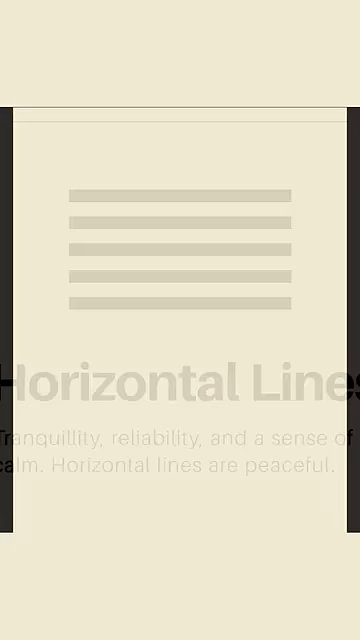 Horizontal Lines
Tranquillity, reliability, and a sense of
calm. Horizontal lines are peaceful.